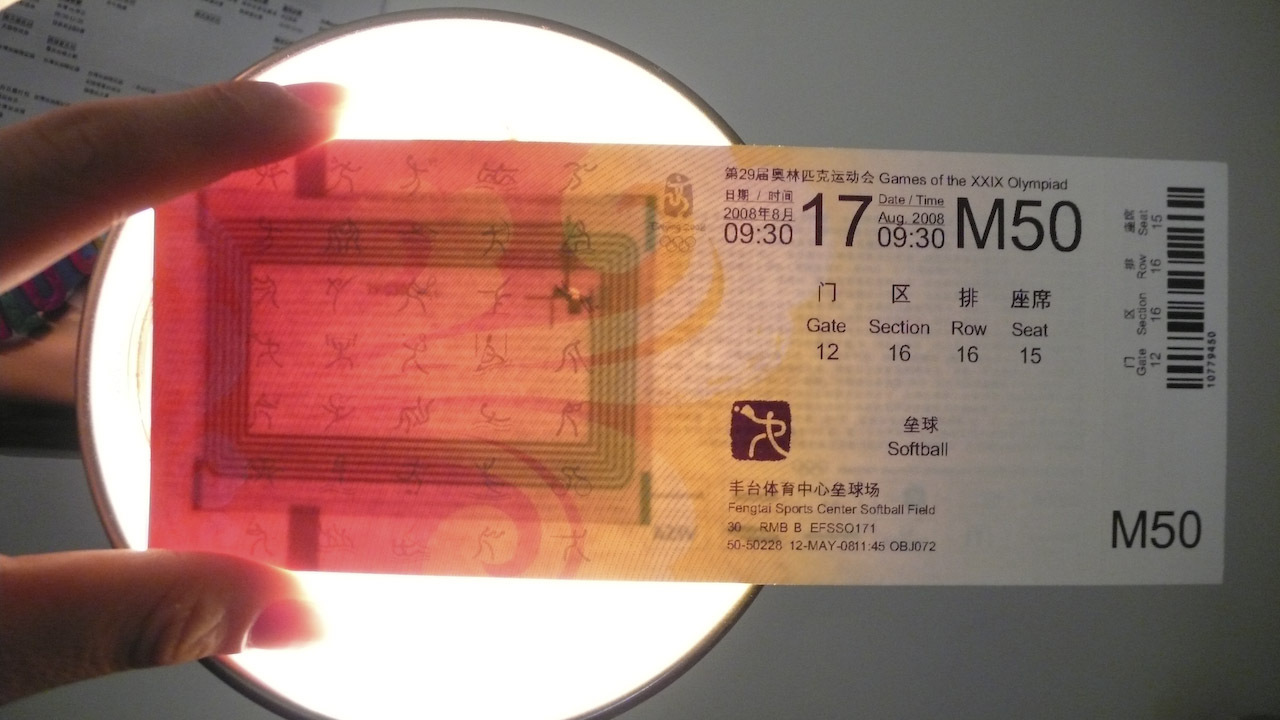 第29届奥林匹克运动会 Games of the XXIX Olympiad
日期 / 时间
2008年8月
09:30
17
Date / Time
Aug. 2008
09:30
M50
门 区 排 座席
Gate Section Row Seat
12 16 16 15
垒球
Softball
丰台体育中心垒球场
Fengtai Sports Center Softball Field
30 RMB B EFSSO171
50-50228 12-MAY-0811:45 OBJ072
座席 排 区 门
Seat Row Section Gate
15 16 16 12
10779450
M50